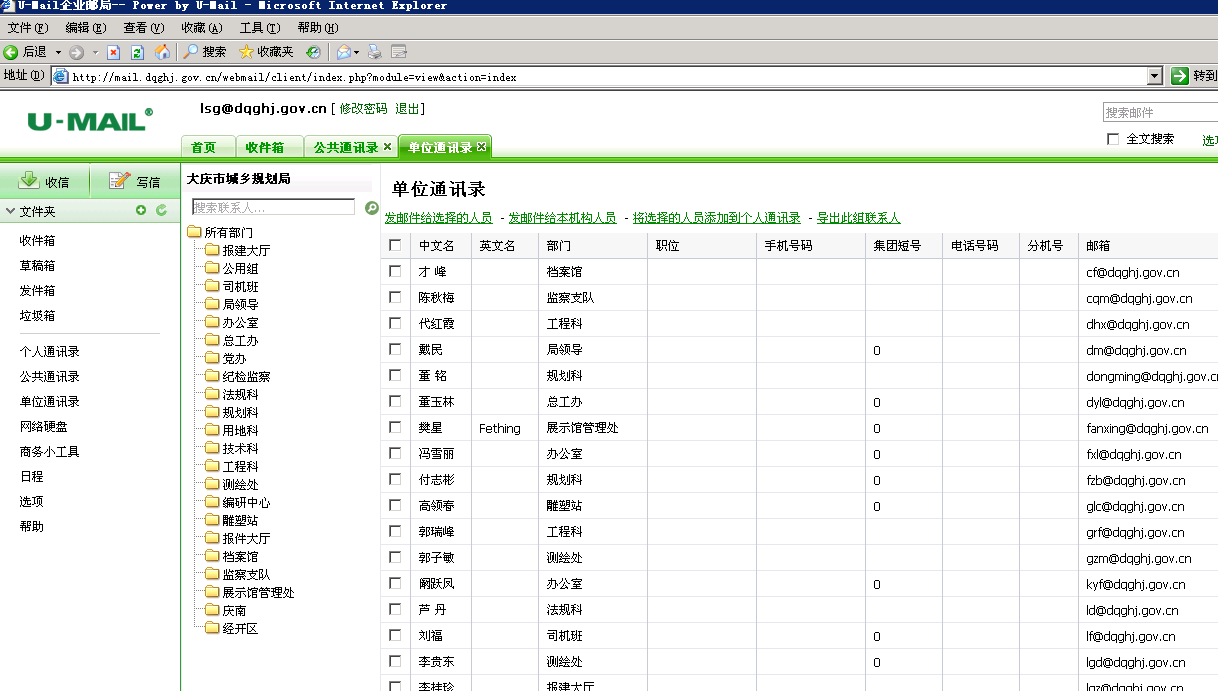 U-Mail企业邮局-- Power by U-Mail - Microsoft Internet Explorer
文件(F) 编辑(E) 查看(V) 收藏(A) 工具(T) 帮助(H)
后退 搜索 收藏夹
地址(D) http://mail.dqghj.gov.cn/webmail/client/index.php?module=view&action=index 转到
U-MAIL®
lsg@dqghj.gov.cn [ 修改密码 退出]
搜索邮件
全文搜索
首页 收件箱 公共通讯录 × 单位通讯录 ×
收信 写信
文件夹
收件箱
草稿箱
发件箱
垃圾箱
个人通讯录
公共通讯录
单位通讯录
网络硬盘
商务小工具
日程
选项
帮助
大庆市城乡规划局
搜索联系人...
所有部门
报建大厅
公用组
司机班
局领导
办公室
总工办
党办
纪检监察
法规科
规划科
用地科
技术科
工程科
测绘处
编研中心
雕塑站
报件大厅
档案馆
监察支队
展示馆管理处
庆南
经开区
单位通讯录
发邮件给选择的人员 - 发邮件给本机构人员 - 将选择的人员添加到个人通讯录 - 导出此组联系人
中文名 英文名 部门 职位 手机号码 集团短号 电话号码 分机号 邮箱
才 峰 档案馆 cf@dqghj.gov.cn
陈秋梅 监察支队 cqm@dqghj.gov.cn
代红霞 工程科 dhx@dqghj.gov.cn
戴民 局领导 0 dm@dqghj.gov.cn
董 铭 规划科 dongming@dqghj.gov.c
董玉林 总工办 0 dyl@dqghj.gov.cn
樊星 Fething 展示馆管理处 0 fanxing@dqghj.gov.cn
冯雪丽 办公室 0 fxl@dqghj.gov.cn
付志彬 规划科 0 fzb@dqghj.gov.cn
高领春 雕塑站 0 glc@dqghj.gov.cn
郭瑞峰 工程科 grf@dqghj.gov.cn
郭子敏 测绘处 gzm@dqghj.gov.cn
阚跃凤 办公室 0 kyf@dqghj.gov.cn
芦 丹 法规科 ld@dqghj.gov.cn
刘福 司机班 0 lf@dqghj.gov.cn
李贵东 测绘处 0 lgd@dqghj.gov.cn
李桂珍 报建大厅 lgz@dqghj.gov.cn